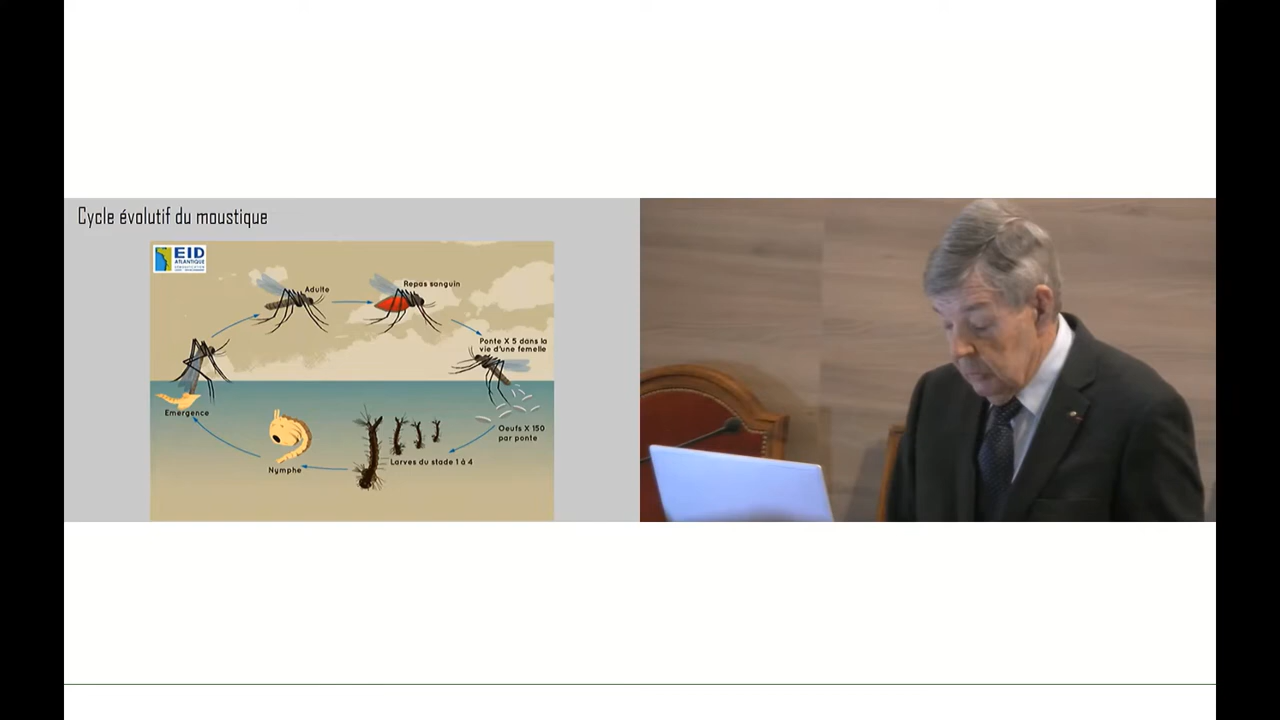 Cycle évolutif du moustique
EID
ATLANTIQUE
Adulte
Repas sanguin
Ponte X 5 dans la
vie d'une femelle
Emergence
Oeufs X 150
par ponte
Nymphe
Larves du stade 1 à 4